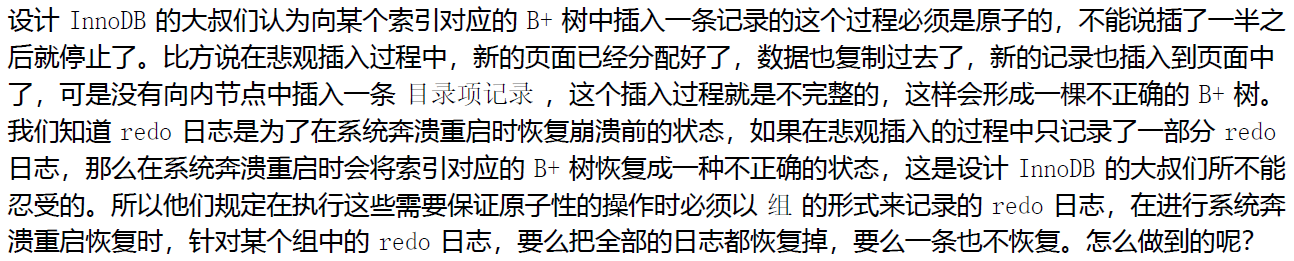 设计 InnoDB 的大叔们认为向某个索引对应的 B+ 树中插入一条记录的这个过程必须是原子的，不能说插了一半之
后就停止了。比方说在悲观插入过程中，新的页面已经分配好了，数据也复制过去了，新的记录也插入到页面中
了，可是没有向内节点中插入一条 目录项记录 ，这个插入过程就是不完整的，这样会形成一棵不正确的 B+ 树。
我们知道 redo 日志是为了在系统奔溃重启时恢复崩溃前的状态，如果在悲观插入的过程中只记录了一部分 redo
日志，那么在系统奔溃重启时会将索引对应的 B+ 树恢复成一种不正确的状态，这是设计 InnoDB 的大叔们所不能
忍受的。所以他们规定在执行这些需要保证原子性的操作时必须以 组 的形式来记录的 redo 日志，在进行系统奔
溃重启恢复时，针对某个组中的 redo 日志，要么把全部的日志都恢复掉，要么一条也不恢复。怎么做到的呢？